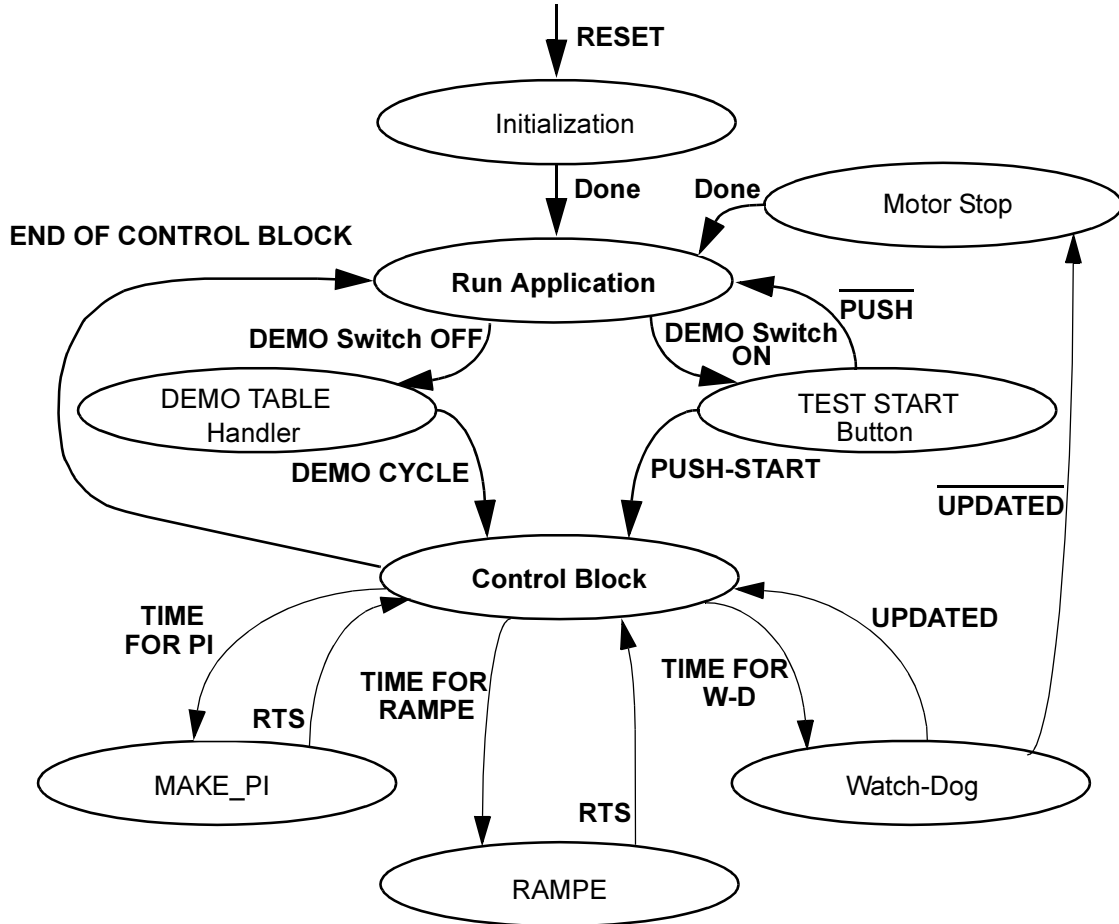 RESET
Initialization
Done
Done
Motor Stop
END OF CONTROL BLOCK
Run Application
PUSH
DEMO Switch OFF
DEMO Switch
ON
DEMO TABLE
Handler
TEST START
Button
DEMO CYCLE
PUSH-START
UPDATED
Control Block
TIME
FOR PI
UPDATED
TIME FOR
RAMPE
TIME FOR
W-D
RTS
MAKE_PI
Watch-Dog
RTS
RAMPE